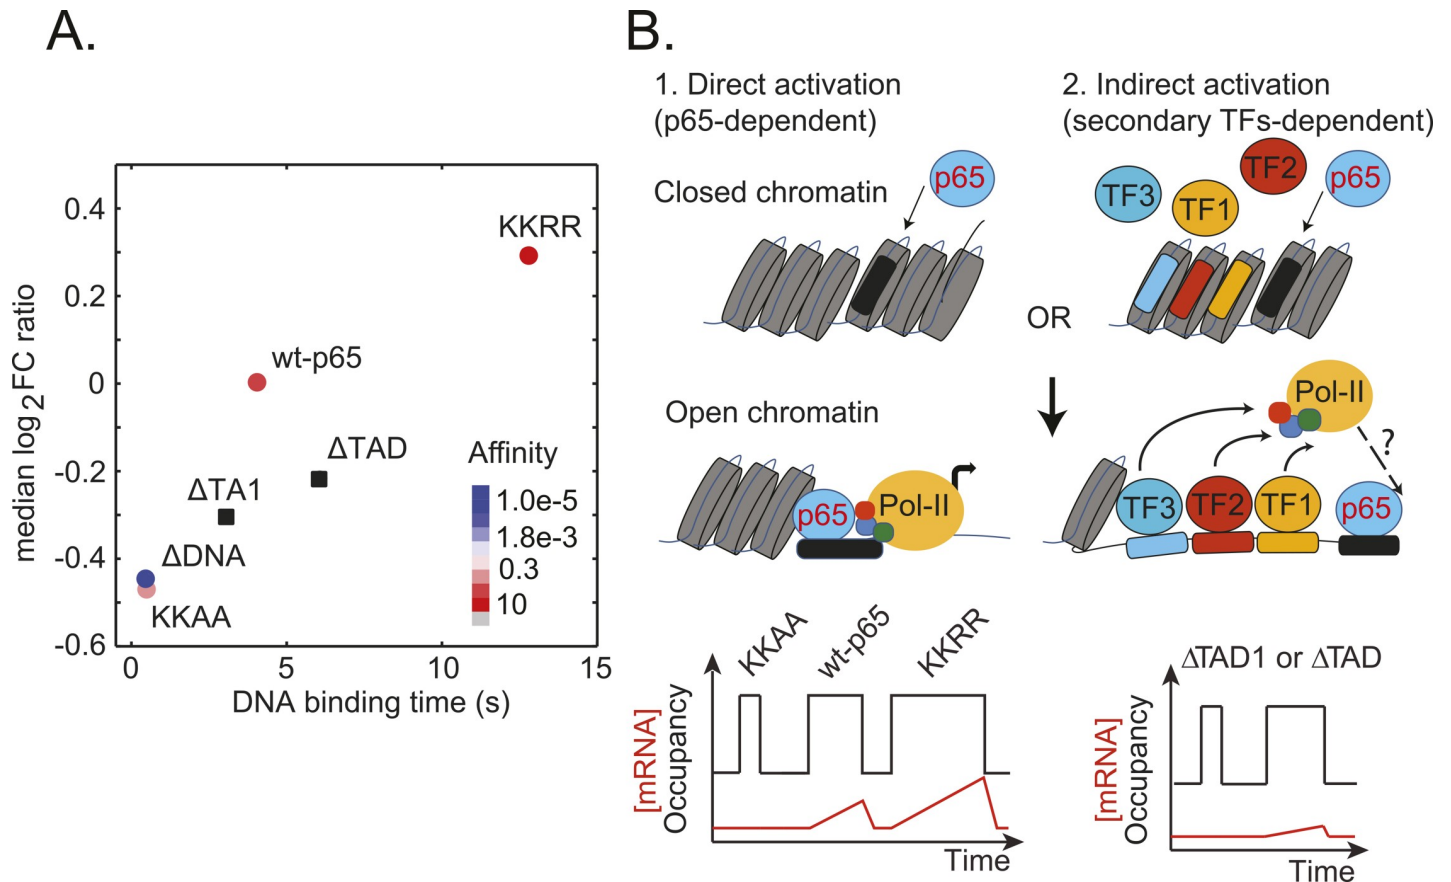 A.
median log2FC ratio
0.4
0.2
0
-0.2
-0.4
-0.6
0
5
10
15
DNA binding time (s)
KKRR
wt-p65
ΔTAD
ΔTA1
ΔDNA
KKAA
Affinity
1.0e-5
1.8e-3
0.3
10
B.
1. Direct activation
(p65-dependent)
Closed chromatin
p65
Open chromatin
p65
Pol-II
KKAA
wt-p65
KKRR
[mRNA]
Occupancy
Time
OR
2. Indirect activation
(secondary TFs-dependent)
TF3
TF1
TF2
p65
Pol-II
?
TF3
TF2
TF1
p65
ΔTAD1 or ΔTAD
[mRNA]
Occupancy
Time